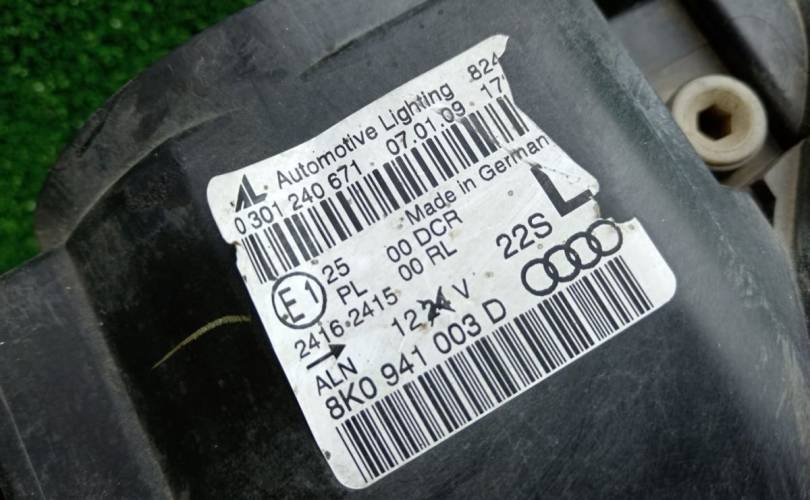 AL Automotive Lighting 824
0 301 240 671 07.01.09 17
Made in German
L
E1 25 00 DCR 22S
PL 00 RL
2416·2415
→ 12 V
ALN
8K0 941 003 D